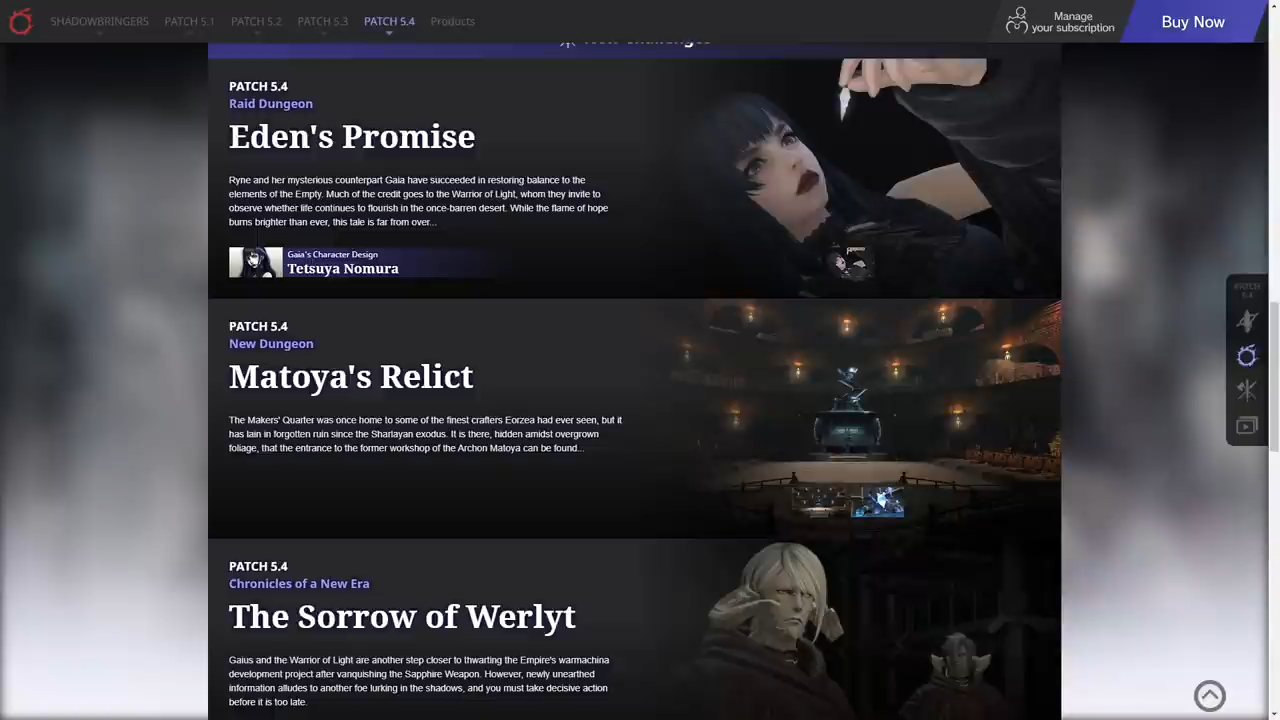 SHADOWBRINGERS PATCH 5.1 PATCH 5.2 PATCH 5.3 PATCH 5.4 Products
Manage
your subscription
Buy Now
PATCH 5.4
Raid Dungeon
Eden's Promise
Ryne and her mysterious counterpart Gaia have succeeded in restoring balance to the
elements of the Empty. Much of the credit goes to the Warrior of Light, whom they invite to
observe whether life continues to flourish in the once-barren desert. While the flame of hope
burns brighter than ever, this tale is far from over...
Gaia's Character Design
Tetsuya Nomura
PATCH 5.4
New Dungeon
Matoya's Relict
The Makers' Quarter was once home to some of the finest crafters Eorzea had ever seen, but it
has lain in forgotten ruin since the Sharlayan exodus. It is there, hidden amidst overgrown
foliage, that the entrance to the former workshop of the Archon Matoya can be found...
PATCH 5.4
Chronicles of a New Era
The Sorrow of Werlyt
Gaius and the Warrior of Light are another step closer to thwarting the Empire's warmachina
development project after vanquishing the Sapphire Weapon. However, newly unearthed
information alludes to another foe lurking in the shadows, and you must take decisive action
before it is too late.
PATCH
5.4